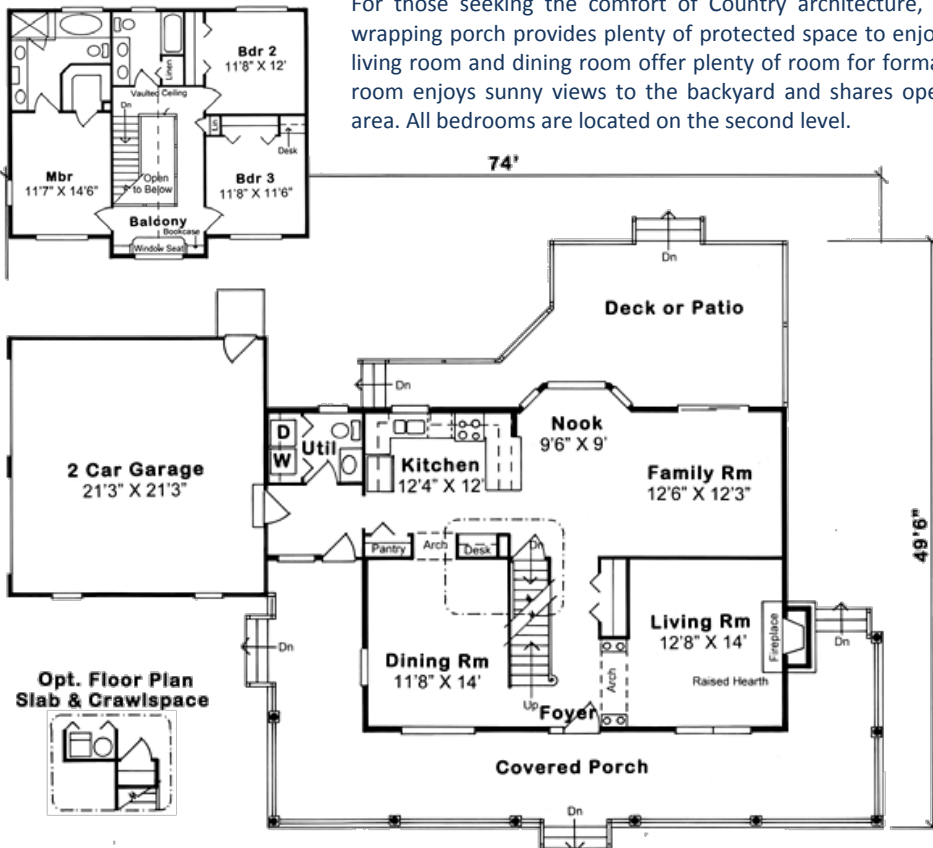 For those seeking the comfort of Country architecture,
wrapping porch provides plenty of protected space to enjo
living room and dining room offer plenty of room for forma
room enjoys sunny views to the backyard and shares ope
area. All bedrooms are located on the second level.
Bdr 2
11'8" X 12'
Linen
Vaulted Ceiling
Dn
Lin
Desk
Mbr
11'7" X 14'6"
Open
to Below
Bdr 3
11'8" X 11'6"
Balcony
Bookcase
Window Seat
74'
Dn
Deck or Patio
Dn
Nook
9'6" X 9'
D
W
Util
Kitchen
12'4" X 12'
Family Rm
12'6" X 12'3"
2 Car Garage
21'3" X 21'3"
49'6"
Pantry
Arch
Desk
Dn
Living Rm
12'8" X 14'
Fireplace
Dn
Raised Hearth
Arch
Dining Rm
11'8" X 14'
Dn
Up
Foyer
Opt. Floor Plan
Slab & Crawlspace
Covered Porch
Dn